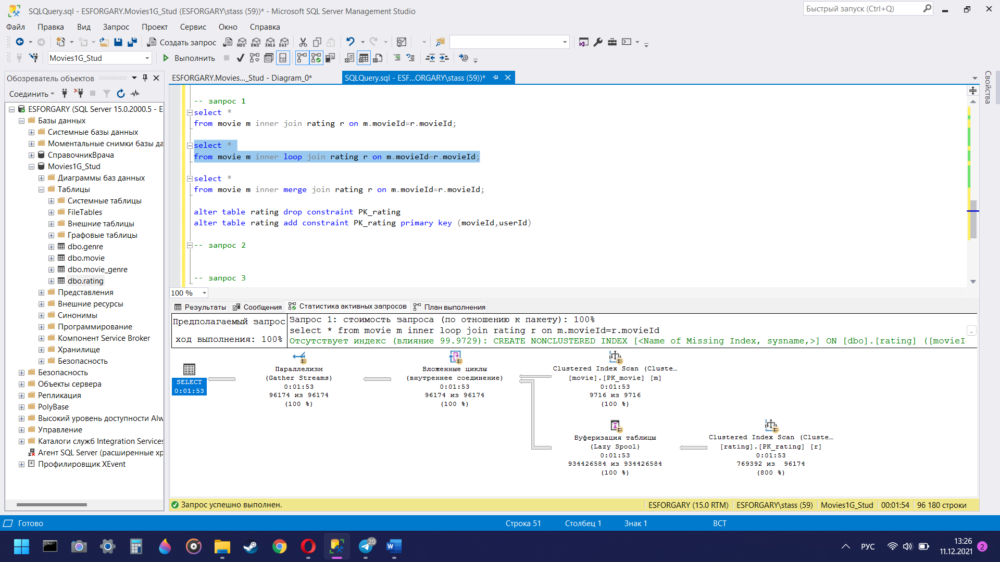 SQLQuery.sql - ESFORGARY.Movies1G_Stud (ESFORGARY\stass (59))* - Microsoft SQL Server Management Studio
Быстрый запуск (Ctrl+Q)
Файл Правка Вид Запрос Проект Сервис Окно Справка
Создать запрос
MDX DMX XMLA DAX
Movies1G_Stud
Выполнить
Обозреватель объектов
Соединить
ESFORGARY (SQL Server 15.0.2000.5 - E
Базы данных
Системные базы данных
Моментальные снимки базы да
СправочникВрача
Movies1G_Stud
Диаграммы баз данных
Таблицы
Системные таблицы
FileTables
Внешние таблицы
Графовые таблицы
dbo.genre
dbo.movie
dbo.movie_genre
dbo.rating
Представления
Внешние ресурсы
Синонимы
Программирование
Компонент Service Broker
Хранилище
Безопасность
Безопасность
Объекты сервера
Репликация
PolyBase
Высокий уровень доступности Alw
Управление
Каталоги служб Integration Services
Агент SQL Server (расширенные хр
Профилировщик XEvent
ESFORGARY.Movies..._Stud - Diagram_0*
SQLQuery.sql - ESF...ORGARY\stass (59))*
Свойства
-- запрос 1
select *
from movie m inner join rating r on m.movieId=r.movieId;
select *
from movie m inner loop join rating r on m.movieId=r.movieId;
select *
from movie m inner merge join rating r on m.movieId=r.movieId;
alter table rating drop constraint PK_rating
alter table rating add constraint PK_rating primary key (movieId,userId)
-- запрос 2
-- запрос 3
100 %
Результаты Сообщения Статистика активных запросов План выполнения
Предполагаемый запрос
ход выполнения: 100%
Запрос 1: стоимость запроса (по отношению к пакету): 100%
select * from movie m inner loop join rating r on m.movieId=r.movieId
Отсутствует индекс (влияние 99.9729): CREATE NONCLUSTERED INDEX [<Name of Missing Index, sysname,>] ON [dbo].[rating] ([movieI
...
SELECT
0:01:53
Параллелизм
(Gather Streams)
0:01:53
96174 из 96174
(100 %)
Вложенные циклы
(внутреннее соединение)
0:01:53
96174 из 96174
(100 %)
Clustered Index Scan (Cluste…
[movie].[PK_movie] [m]
0:01:53
9716 из 9716
(100 %)
Буферизация таблицы
(Lazy Spool)
0:01:53
934426584 из 934426584
(100 %)
Clustered Index Scan (Cluste…
[rating].[PK_rating] [r]
0:01:53
769392 из 96174
(800 %)
Запрос успешно выполнен.
ESFORGARY (15.0 RTM) ESFORGARY\stass (59) Movies1G_Stud 00:01:54 96 180 строки
Готово
Строка 51 Столбец 1 Знак 1 ВСТ
20
РУС
13:26
11.12.2021
2